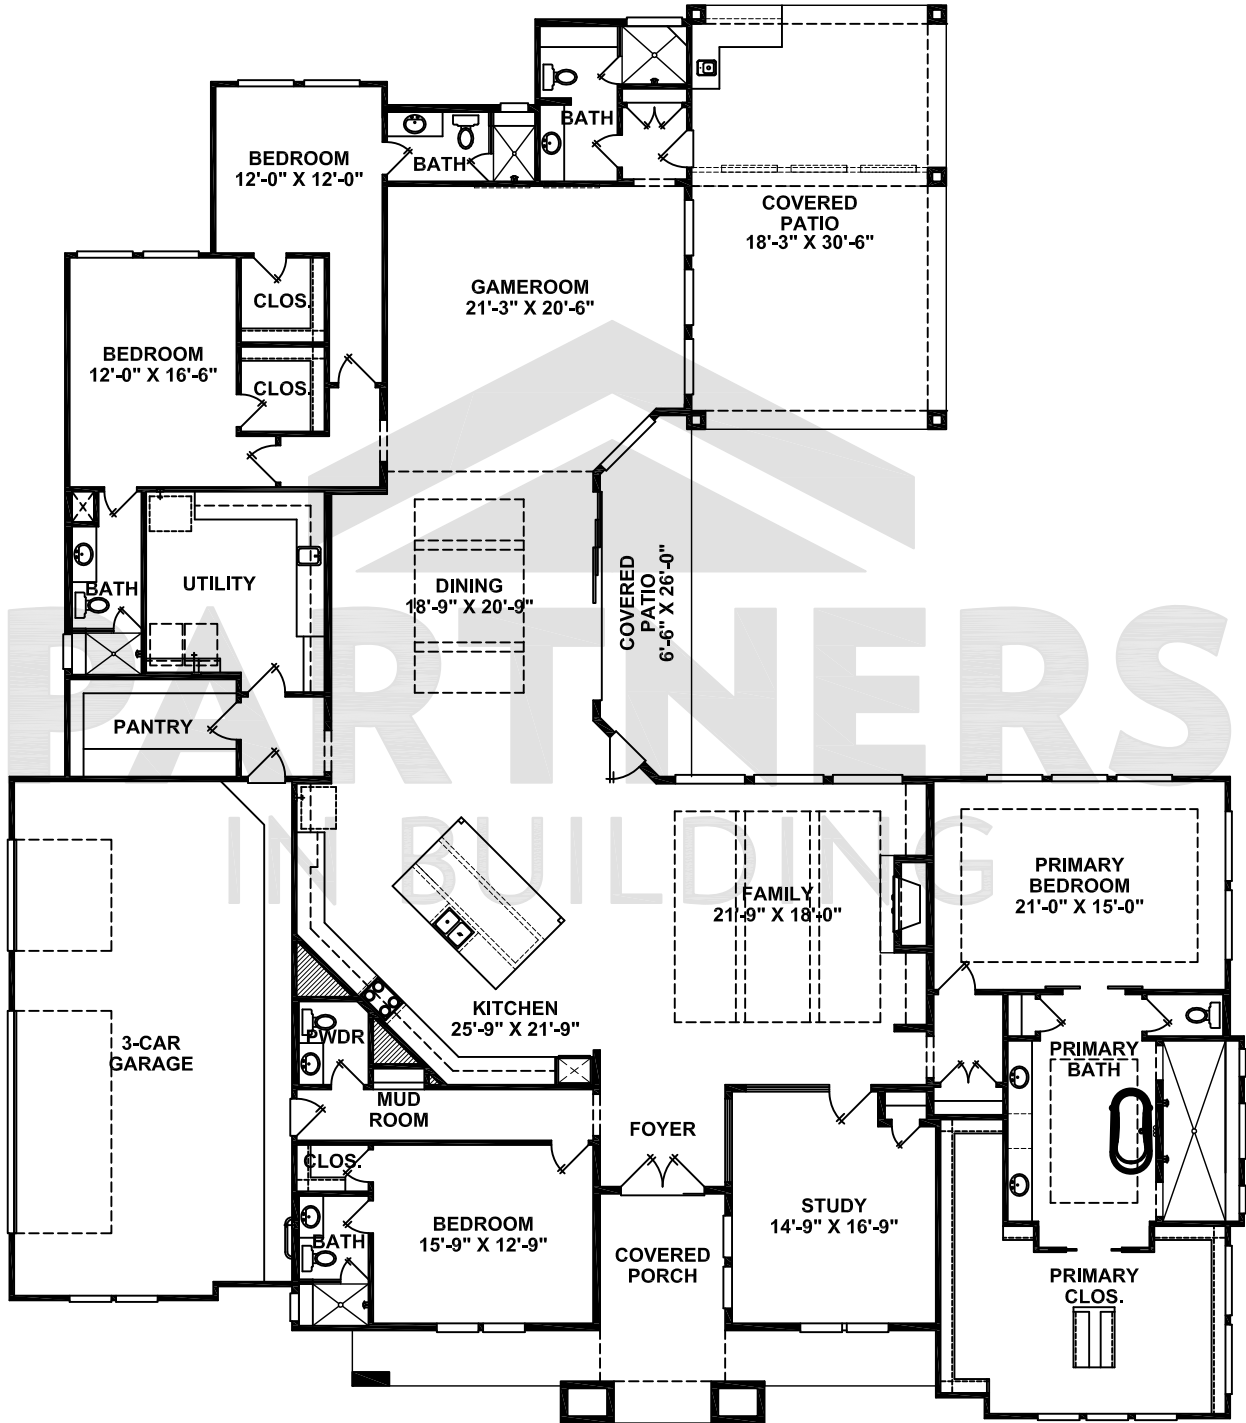 BATH
BEDROOM
12'-0" X 12'-0"
BATH
COVERED
PATIO
18'-3" X 30'-6"
GAMEROOM
21'-3" X 20'-6"
CLOS.
BEDROOM
12'-0" X 16'-6"
CLOS.
UTILITY
BATH
DINING
18'-9" X 20'-9"
COVERED
PATIO
6'-6" X 26'-0"
PARTNERS
IN BUILDING
PANTRY
PRIMARY
BEDROOM
21'-0" X 15'-0"
FAMILY
21'-9" X 18'-0"
KITCHEN
25'-9" X 21'-9"
3-CAR
GARAGE
PWDR
PRIMARY
BATH
MUD
ROOM
FOYER
CLOS.
BEDROOM
15'-9" X 12'-9"
BATH
STUDY
14'-9" X 16'-9"
COVERED
PORCH
PRIMARY
CLOS.